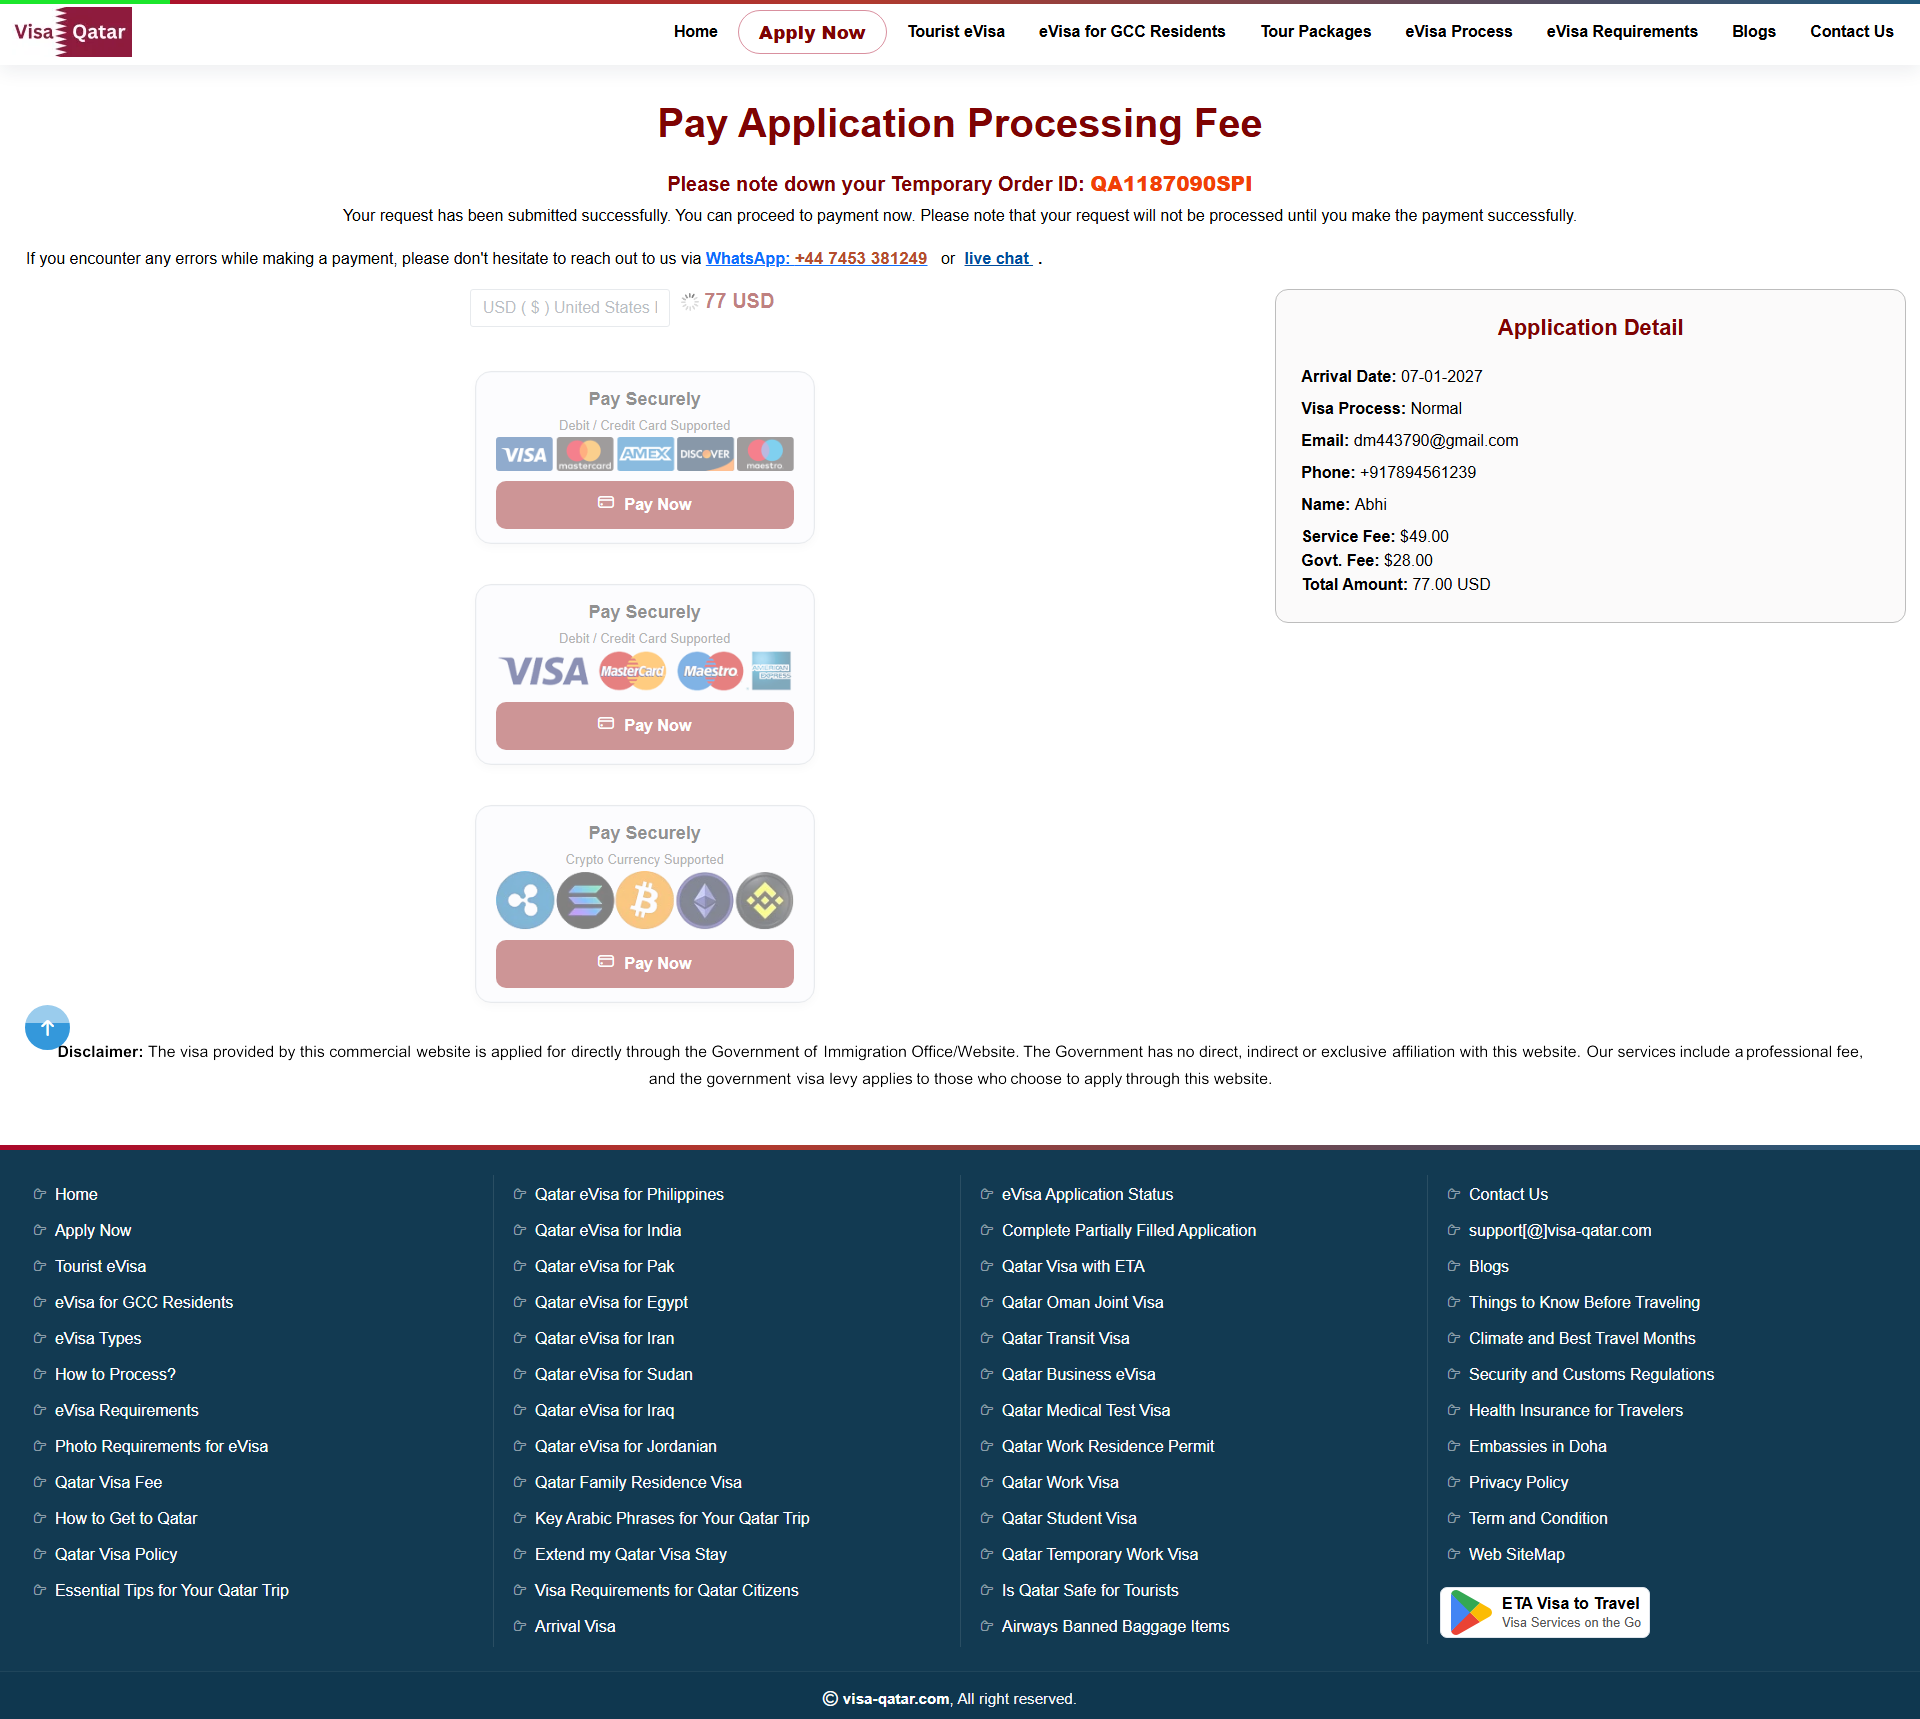 Visa Qatar
Home
Apply Now
Tourist eVisa
eVisa for GCC Residents
Tour Packages
eVisa Process
eVisa Requirements
Blogs
Contact Us
Pay Application Processing Fee
Please note down your Temporary Order ID: QA1187090SPI
Your request has been submitted successfully. You can proceed to payment now. Please note that your request will not be processed until you make the payment successfully.
If you encounter any errors while making a payment, please don't hesitate to reach out to us via WhatsApp: +44 7453 381249 or live chat .
USD ( $ ) United States
77 USD
Pay Securely
Debit / Credit Card Supported
VISA mastercard AMEX DISCOVER maestro
Pay Now
Pay Securely
Debit / Credit Card Supported
VISA MasterCard Maestro AMERICAN EXPRESS
Pay Now
Pay Securely
Crypto Currency Supported
Pay Now
Application Detail
Arrival Date: 07-01-2027
Visa Process: Normal
Email: dm443790@gmail.com
Phone: +917894561239
Name: Abhi
Service Fee: $49.00
Govt. Fee: $28.00
Total Amount: 77.00 USD
Disclaimer: The visa provided by this commercial website is applied for directly through the Government of Immigration Office/Website. The Government has no direct, indirect or exclusive affiliation with this website. Our services include a professional fee,
and the government visa levy applies to those who choose to apply through this website.
Home
Apply Now
Tourist eVisa
eVisa for GCC Residents
eVisa Types
How to Process?
eVisa Requirements
Photo Requirements for eVisa
Qatar Visa Fee
How to Get to Qatar
Qatar Visa Policy
Essential Tips for Your Qatar Trip
Qatar eVisa for Philippines
Qatar eVisa for India
Qatar eVisa for Pak
Qatar eVisa for Egypt
Qatar eVisa for Iran
Qatar eVisa for Sudan
Qatar eVisa for Iraq
Qatar eVisa for Jordanian
Qatar Family Residence Visa
Key Arabic Phrases for Your Qatar Trip
Extend my Qatar Visa Stay
Visa Requirements for Qatar Citizens
Arrival Visa
eVisa Application Status
Complete Partially Filled Application
Qatar Visa with ETA
Qatar Oman Joint Visa
Qatar Transit Visa
Qatar Business eVisa
Qatar Medical Test Visa
Qatar Work Residence Permit
Qatar Work Visa
Qatar Student Visa
Qatar Temporary Work Visa
Is Qatar Safe for Tourists
Airways Banned Baggage Items
Contact Us
support[@]visa-qatar.com
Blogs
Things to Know Before Traveling
Climate and Best Travel Months
Security and Customs Regulations
Health Insurance for Travelers
Embassies in Doha
Privacy Policy
Term and Condition
Web SiteMap
ETA Visa to Travel
Visa Services on the Go
© visa-qatar.com, All right reserved.